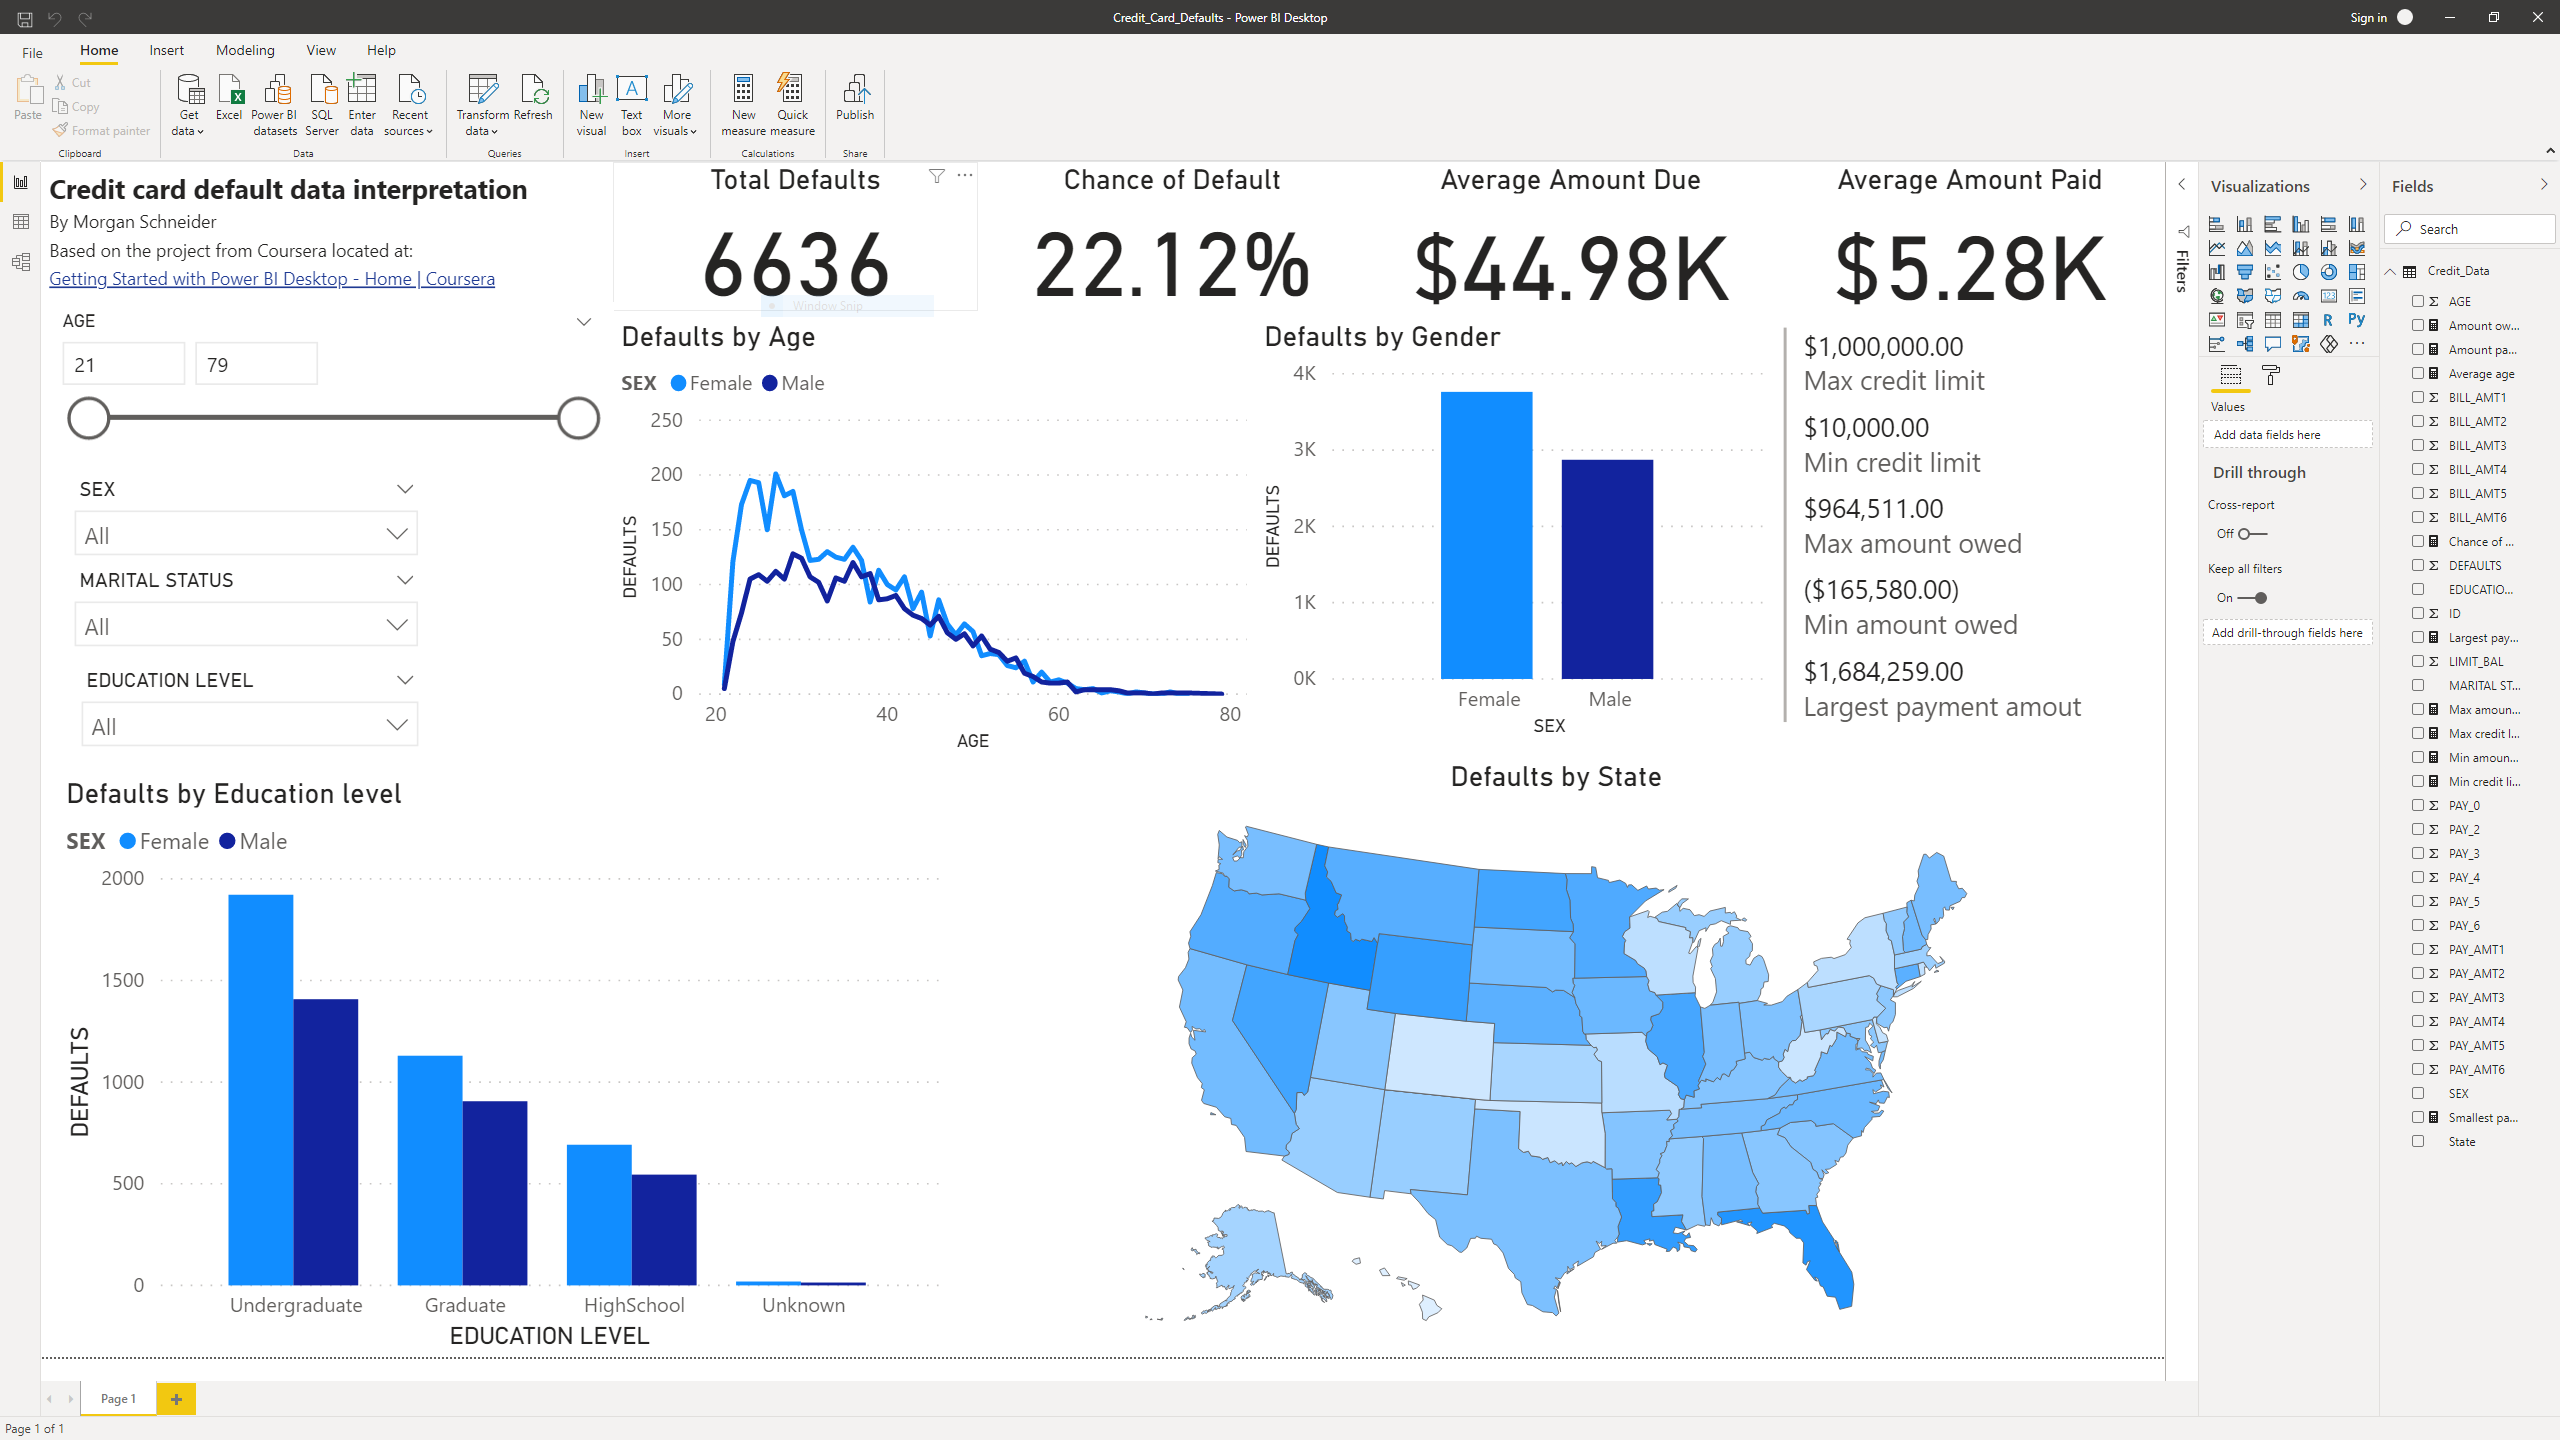 Credit_Card_Defaults - Power BI Desktop
Sign in
File
Home
Insert
Modeling
View
Help
Paste
Cut
Copy
Format painter
Clipboard
Get data
Excel
Power BI datasets
SQL Server
Enter data
Recent sources
Data
Transform data
Refresh
Queries
New visual
Text box
More visuals
Insert
New measure
Quick measure
Calculations
Publish
Share
Credit card default data interpretation
By Morgan Schneider
Based on the project from Coursera located at:
Getting Started with Power BI Desktop - Home | Coursera
Total Defaults
6636
Window Snip
Chance of Default
22.12%
Average Amount Due
$44.98K
Average Amount Paid
$5.28K
AGE
21
79
SEX
All
MARITAL STATUS
All
EDUCATION LEVEL
All
Defaults by Age
SEX Female Male
250
200
150
100
50
0
DEFAULTS
20
40
60
80
AGE
Defaults by Gender
4K
3K
2K
1K
0K
DEFAULTS
Female
Male
SEX
$1,000,000.00
Max credit limit
$10,000.00
Min credit limit
$964,511.00
Max amount owed
($165,580.00)
Min amount owed
$1,684,259.00
Largest payment amout
Defaults by Education level
SEX Female Male
2000
1500
1000
500
0
DEFAULTS
Undergraduate
Graduate
HighSchool
Unknown
EDUCATION LEVEL
Defaults by State
Filters
Visualizations
123
R
Py
Values
Add data fields here
Drill through
Cross-report
Off
Keep all filters
On
Add drill-through fields here
Fields
Search
Credit_Data
AGE
Amount ow...
Amount pa...
Average age
BILL_AMT1
BILL_AMT2
BILL_AMT3
BILL_AMT4
BILL_AMT5
BILL_AMT6
Chance of ...
DEFAULTS
EDUCATIO...
ID
Largest pay...
LIMIT_BAL
MARITAL ST...
Max amoun...
Max credit l...
Min amoun...
Min credit li...
PAY_0
PAY_2
PAY_3
PAY_4
PAY_5
PAY_6
PAY_AMT1
PAY_AMT2
PAY_AMT3
PAY_AMT4
PAY_AMT5
PAY_AMT6
SEX
Smallest pa...
State
Page 1
Page 1 of 1